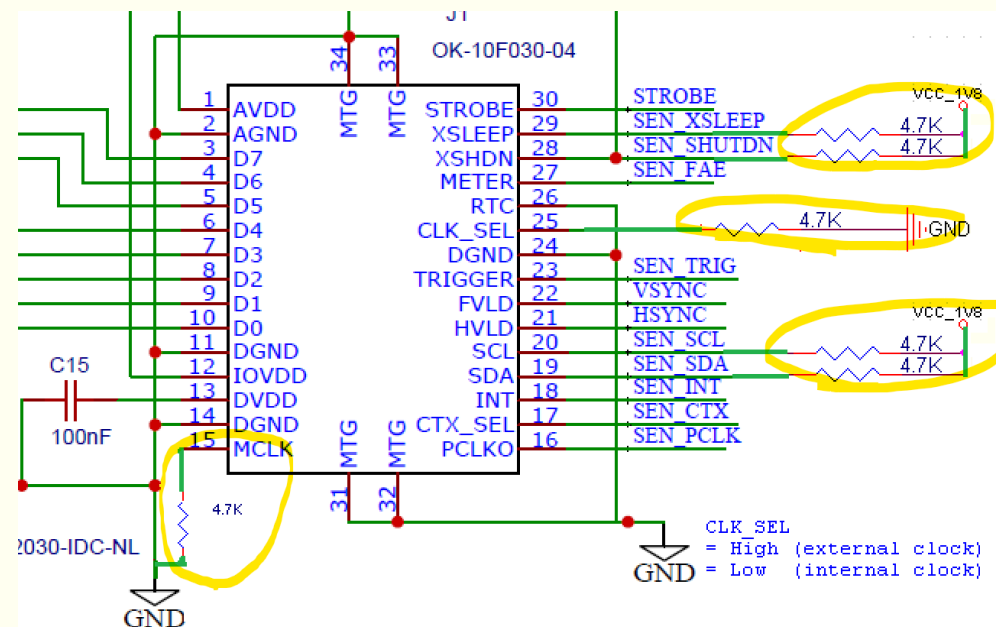 J1
OK-10F030-04
34
33
MTG
MTG
1 AVDD
2 AGND
3 D7
4 D6
5 D5
6 D4
7 D3
8 D2
9 D1
10 D0
11 DGND
12 IOVDD
13 DVDD
14 DGND
15 MCLK
STROBE 30 STROBE
XSLEEP 29 SEN_XSLEEP
XSHDN 28 SEN_SHUTDN
METER 27 SEN_FAE
RTC 26
CLK_SEL 25
DGND 24
TRIGGER 23 SEN_TRIG
FVLD 22 VSYNC
HVLD 21 HSYNC
SCL 20 SEN_SCL
SDA 19 SEN_SDA
INT 18 SEN_INT
CTX_SEL 17 SEN_CTX
PCLKO 16 SEN_PCLK
MTG
MTG
31
32
VCC_1V8
4.7K
4.7K
4.7K
GND
VCC_1V8
4.7K
4.7K
C15
100nF
4.7K
2030-IDC-NL
GND
GND
CLK_SEL
= High (external clock)
= Low (internal clock)